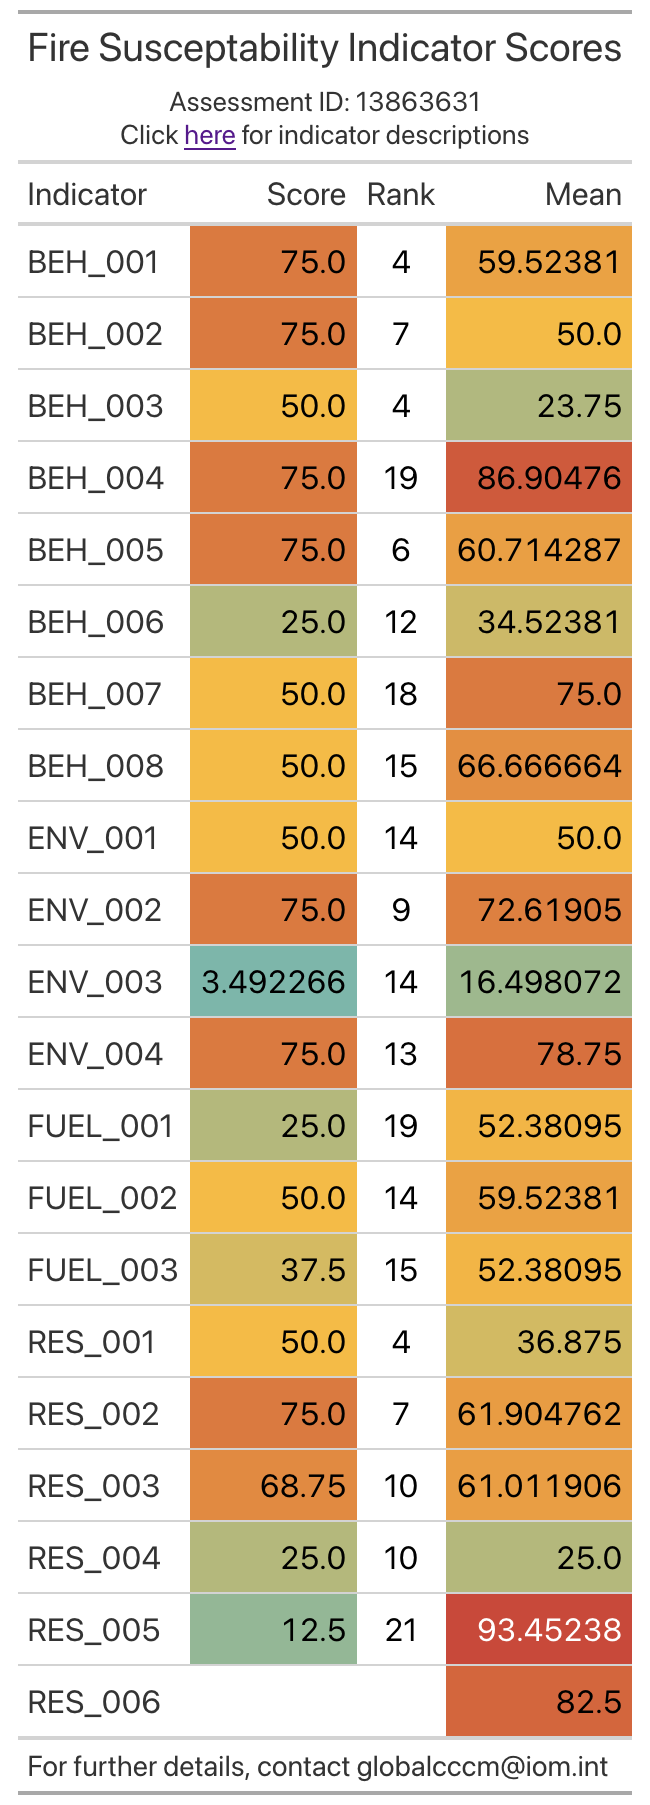 Fire Susceptability Indicator Scores
Assessment ID: 13863631
Click here for indicator descriptions
Indicator Score Rank Mean
BEH_001 75.0 4 59.52381
BEH_002 75.0 7 50.0
BEH_003 50.0 4 23.75
BEH_004 75.0 19 86.90476
BEH_005 75.0 6 60.714287
BEH_006 25.0 12 34.52381
BEH_007 50.0 18 75.0
BEH_008 50.0 15 66.666664
ENV_001 50.0 14 50.0
ENV_002 75.0 9 72.61905
ENV_003 3.492266 14 16.498072
ENV_004 75.0 13 78.75
FUEL_001 25.0 19 52.38095
FUEL_002 50.0 14 59.52381
FUEL_003 37.5 15 52.38095
RES_001 50.0 4 36.875
RES_002 75.0 7 61.904762
RES_003 68.75 10 61.011906
RES_004 25.0 10 25.0
RES_005 12.5 21 93.45238
RES_006 82.5
For further details, contact globalcccm@iom.int